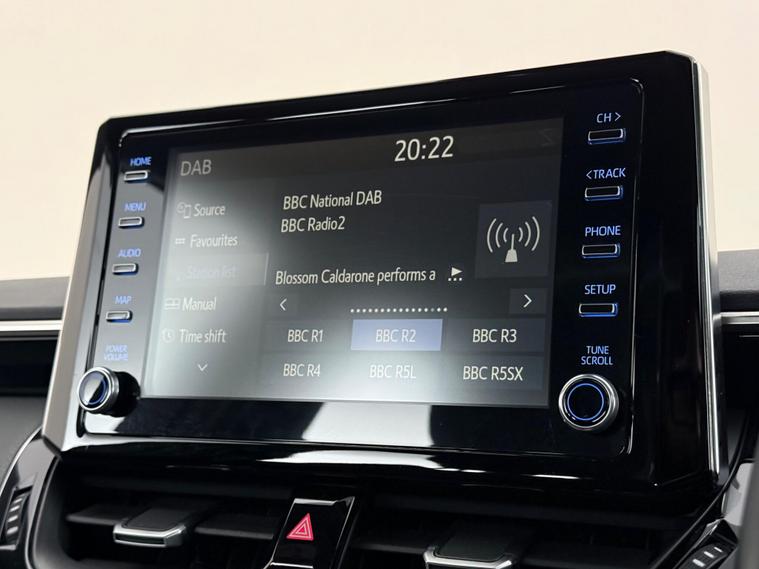 HOME
MENU
AUDIO
MAP
POWER
VOLUME
DAB
20:22
Source
Favourites
Station list
Manual
Time shift
BBC National DAB
BBC Radio2
Blossom Caldarone performs a
BBC R1
BBC R2
BBC R3
BBC R4
BBC R5L
BBC R5SX
CH >
< TRACK
PHONE
SETUP
TUNE
SCROLL